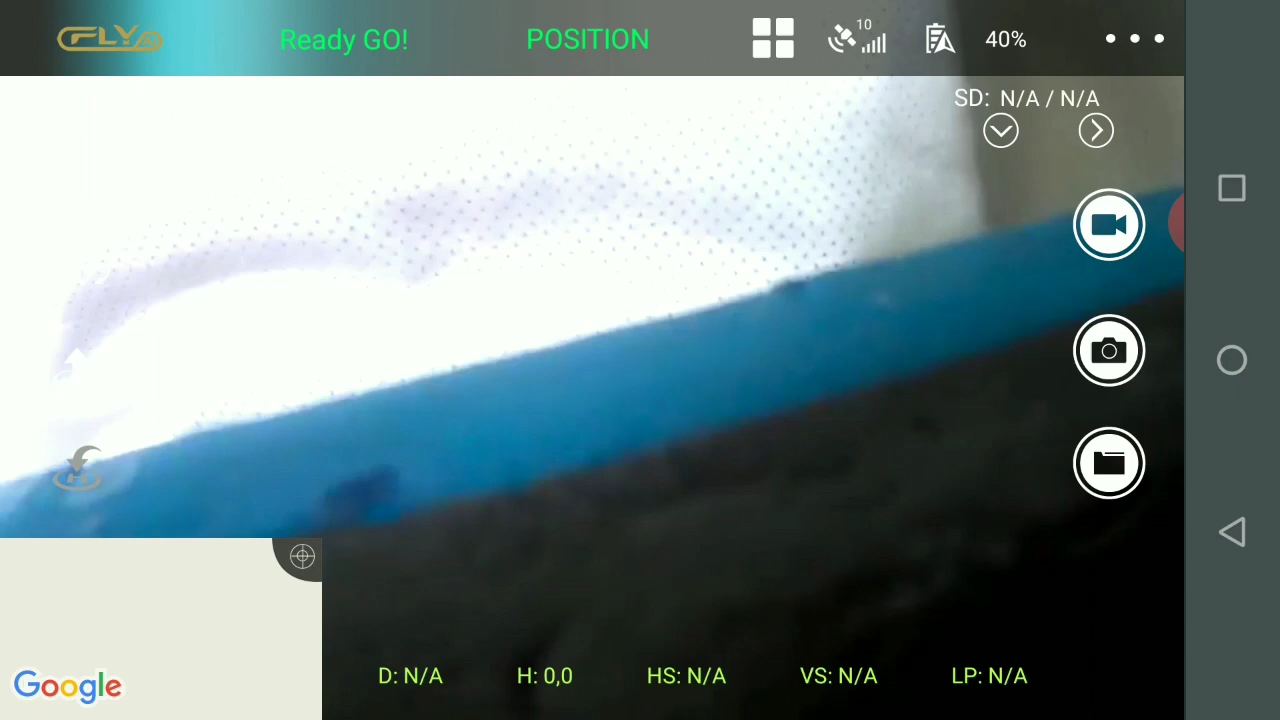 CFLY
Ready GO!
POSITION
10
40%
SD: N/A / N/A
H
D: N/A
H: 0,0
HS: N/A
VS: N/A
LP: N/A
Google